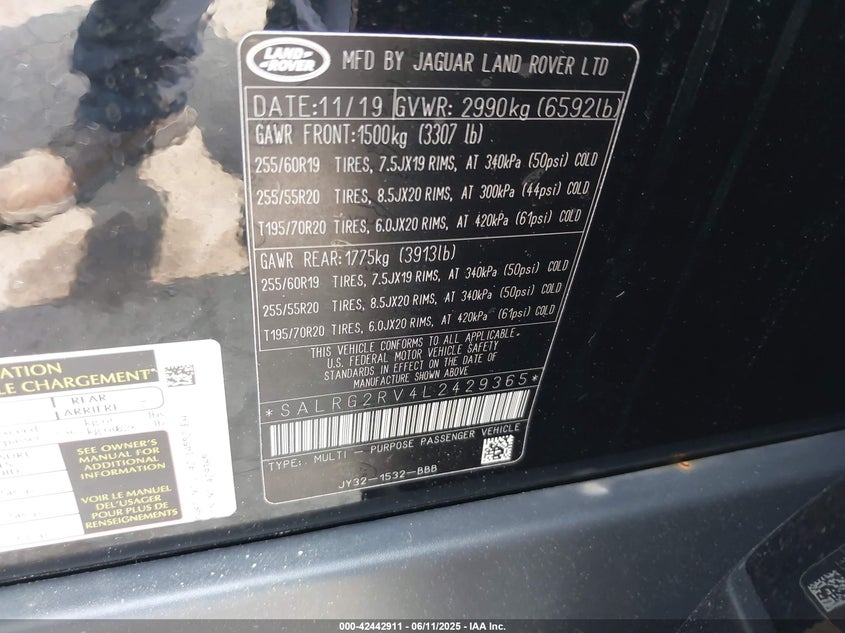 LAND ROVER
MFD BY JAGUAR LAND ROVER LTD
DATE:11/19 GVWR: 2990kg (6592lb)
GAWR FRONT:1500kg (3307 lb)
255/60R19 TIRES, 7.5JX19 RIMS, AT 340kPa (50psi) COLD
255/55R20 TIRES, 8.5JX20 RIMS, AT 300kPa (44psi) COLD
T195/70R20 TIRES, 6.0JX20 RIMS, AT 420kPa (61psi) COLD
GAWR REAR:1775kg (3913lb)
255/60R19 TIRES, 7.5JX19 RIMS, AT 340kPa (50psi) COLD
255/55R20 TIRES, 8.5JX20 RIMS, AT 340kPa (50psi) COLD
T195/70R20 TIRES, 6.0JX20 RIMS, AT 420kPa (61psi) COLD
THIS VEHICLE CONFORMS TO ALL APPLICABLE
U.S. FEDERAL MOTOR VEHICLE SAFETY
STANDARDS IN EFFECT ON THE DATE OF
MANUFACTURE SHOWN ABOVE
*SALRG2RV4L2429365*
TYPE: MULTI - PURPOSE PASSENGER VEHICLE
JY32-1532-BBB
CHARGEMENT
REAR
ARRIERE
SEE OWNER'S
MANUAL FOR
ADDITIONAL
INFORMATION
VOIR LE MANUEL
DE L'USAGER
POUR PLUS DE
RENSEIGNEMENTS
000-42442911 - 06/11/2025 - IAA Inc.